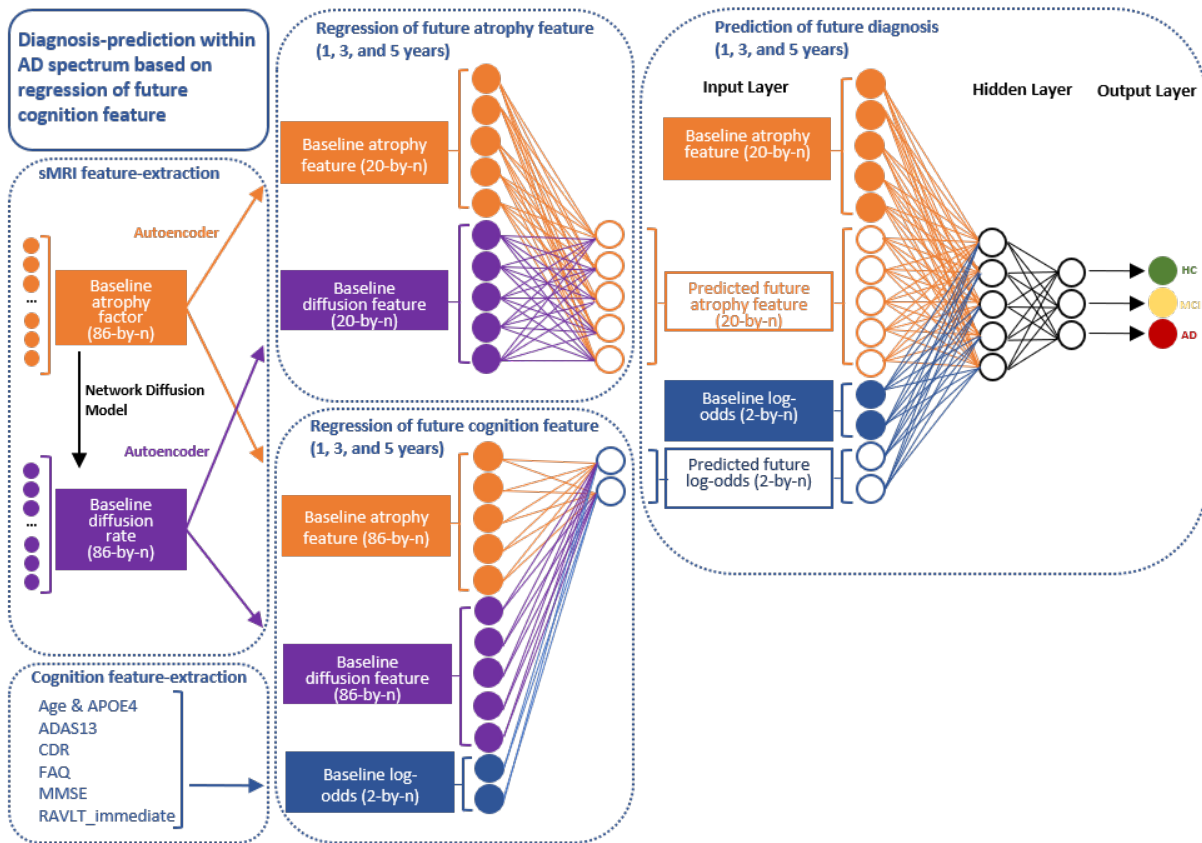 Diagnosis-prediction within
AD spectrum based on
regression of future
cognition feature
sMRI feature-extraction
Autoencoder
Baseline
atrophy
factor
(86-by-n)
...
Network Diffusion
Model
Autoencoder
Baseline
diffusion
rate
(86-by-n)
...
Cognition feature-extraction
Age & APOE4
ADAS13
CDR
FAQ
MMSE
RAVLT_immediate
Regression of future atrophy feature
(1, 3, and 5 years)
Baseline atrophy
feature (20-by-n)
Baseline
diffusion feature
(20-by-n)
Regression of future cognition feature
(1, 3, and 5 years)
Baseline atrophy
feature (86-by-n)
Baseline
diffusion feature
(86-by-n)
Baseline log-
odds (2-by-n)
Prediction of future diagnosis
(1, 3, and 5 years)
Input Layer
Hidden Layer
Output Layer
Baseline atrophy
feature (20-by-n)
Predicted future
atrophy feature
(20-by-n)
Baseline log-
odds (2-by-n)
Predicted future
log-odds (2-by-n)
HC
MCI
AD